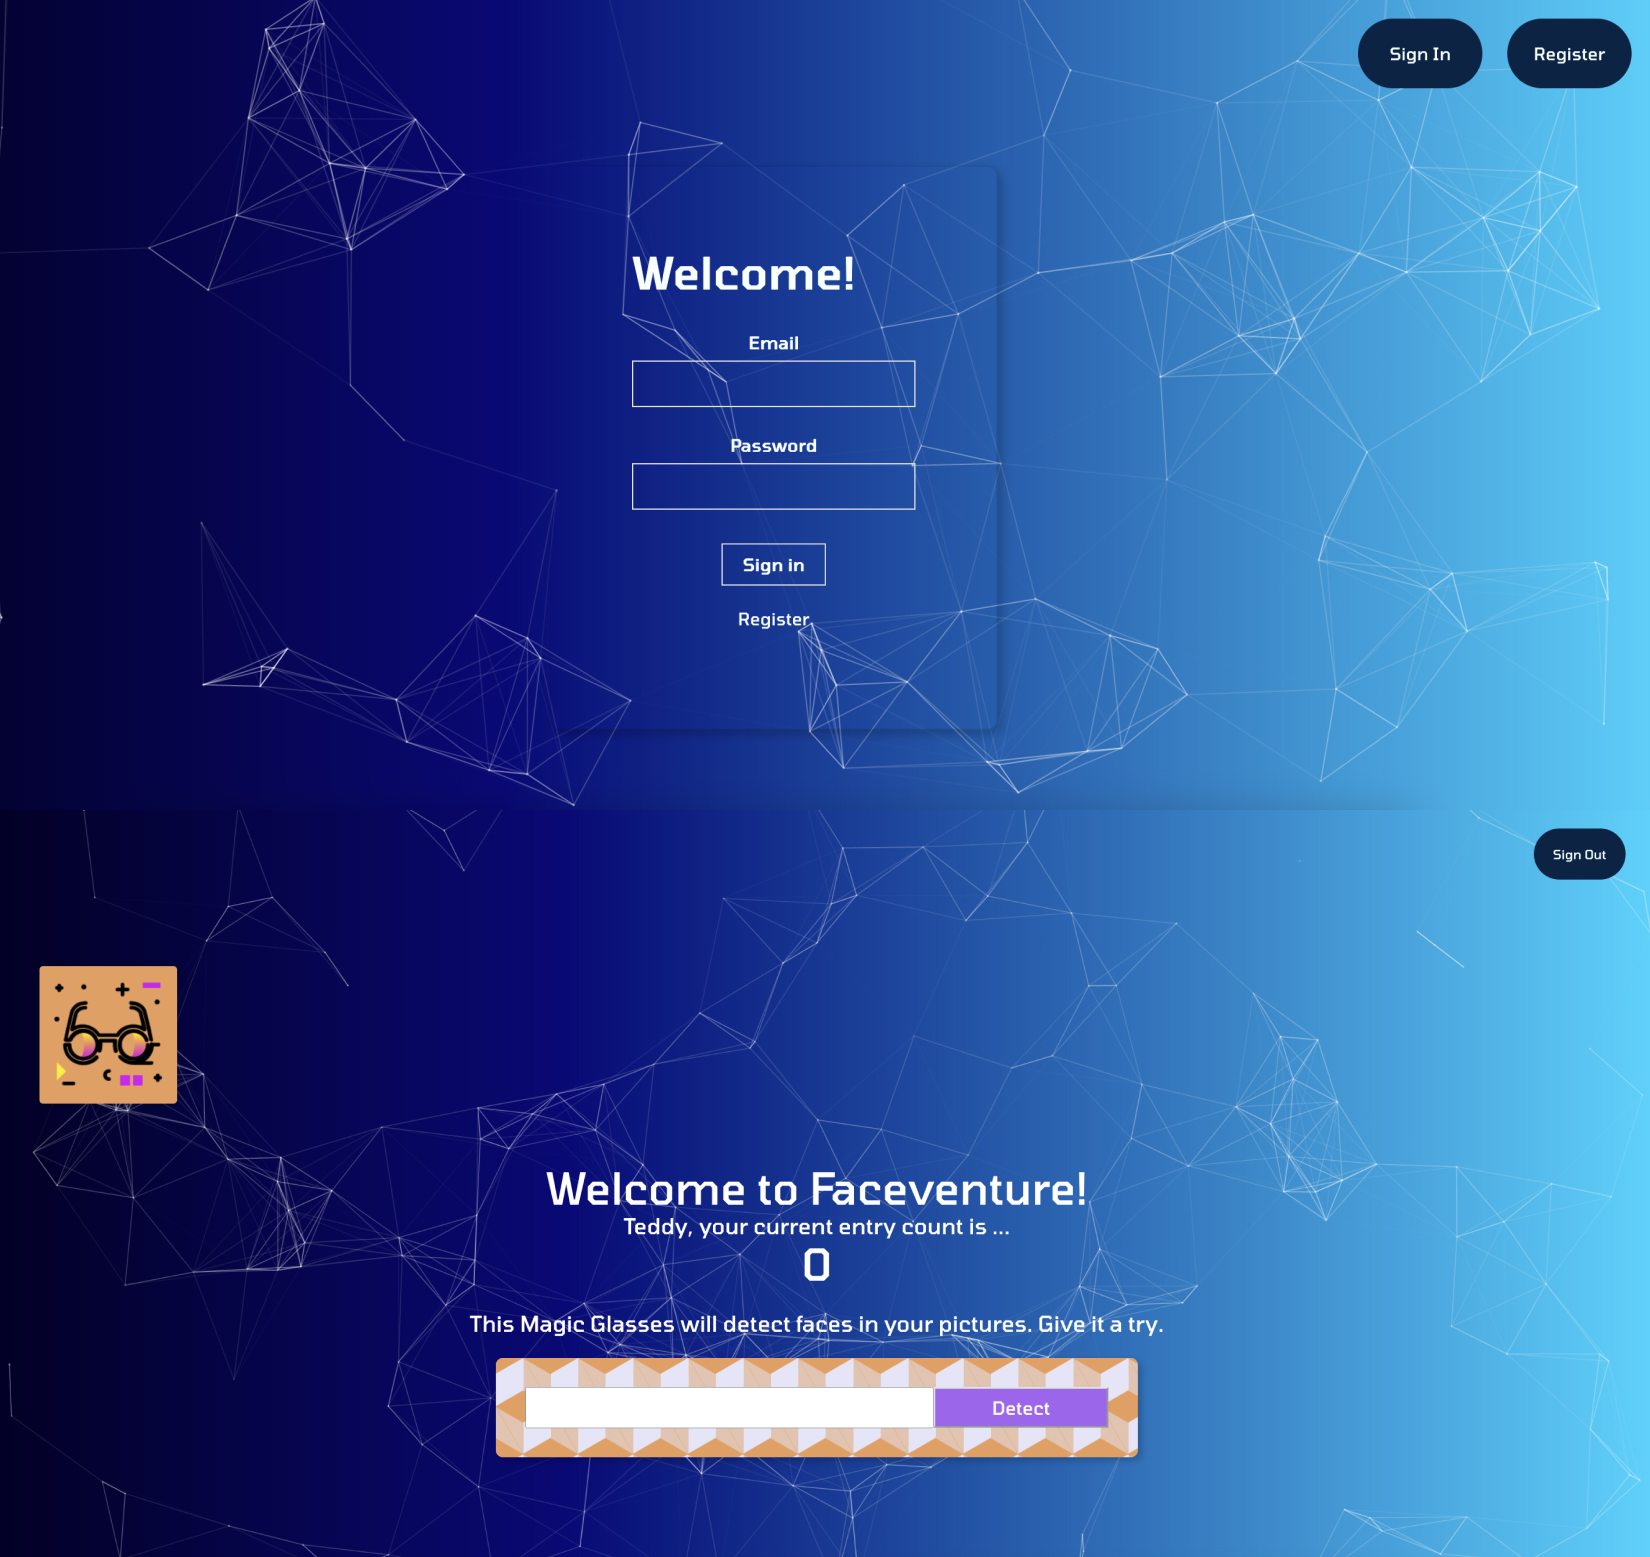 Sign In Register
Welcome!
Email
Password
Sign in
Register
Sign Out
Welcome to Faceventure!
Teddy, your current entry count is ...
0
This Magic Glasses will detect faces in your pictures. Give it a try.
Detect